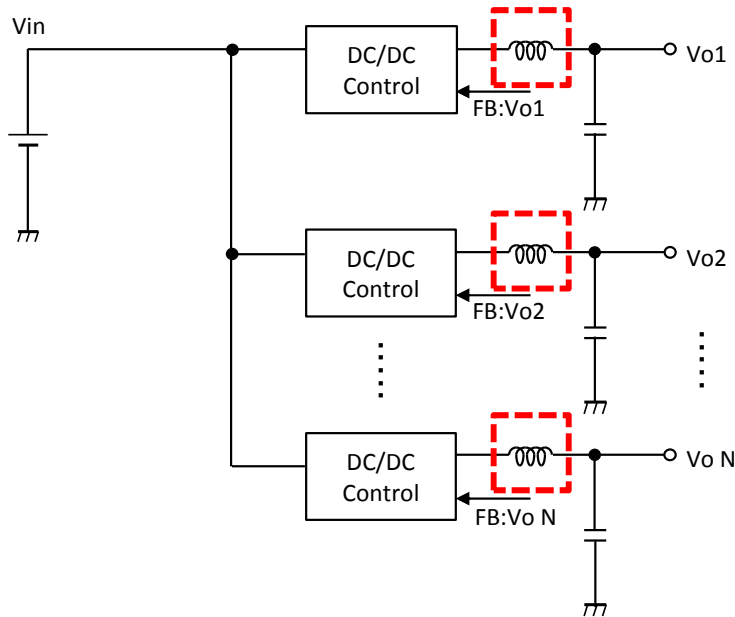 Vin
DC/DC
Control
Vo1
FB:Vo1
DC/DC
Control
Vo2
FB:Vo2
DC/DC
Control
Vo N
FB:Vo N